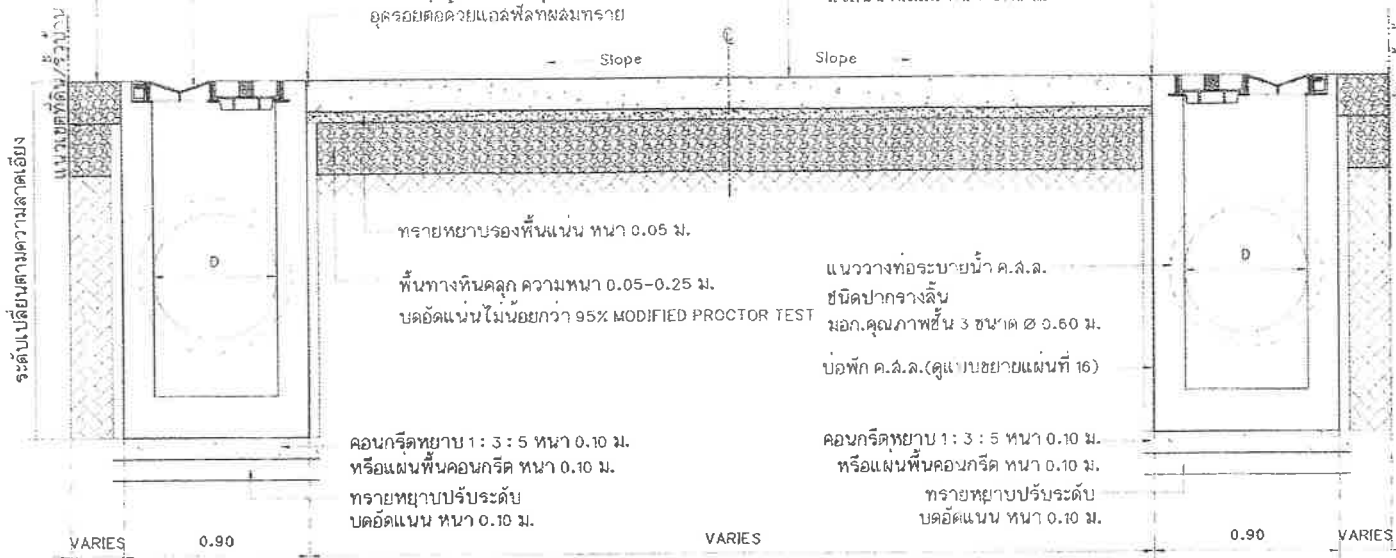 อุดรอยต่อด้วยแอสฟัลท์ผสมทราย
แนวเขตที่ดิน/รั้วบ้าน
Slope
Slope
ระดับเปลี่ยนตามความลาดเอียง
D
D
ทรายหยาบรองพื้นแน่น หนา 0.05 ม.
พื้นทางหินคลุก ความหนา 0.05-0.25 ม.
บดอัดแน่นไม่น้อยกว่า 95% MODIFIED PROCTOR TEST
แนววางท่อระบายน้ำ ค.ส.ล.
ชนิดปากรางลิ้น
มอก.คุณภาพชั้น 3 ขนาด Ø 0.60 ม.
บ่อพัก ค.ส.ล.(ดูแบบขยายแผ่นที่ 16)
คอนกรีตหยาบ 1 : 3 : 5 หนา 0.10 ม.
หรือแผ่นพื้นคอนกรีต หนา 0.10 ม.
ทรายหยาบปรับระดับ
บดอัดแน่น หนา 0.10 ม.
คอนกรีตหยาบ 1 : 3 : 5 หนา 0.10 ม.
หรือแผ่นพื้นคอนกรีต หนา 0.10 ม.
ทรายหยาบปรับระดับ
บดอัดแน่น หนา 0.10 ม.
VARIES
0.90
VARIES
0.90
VARIES